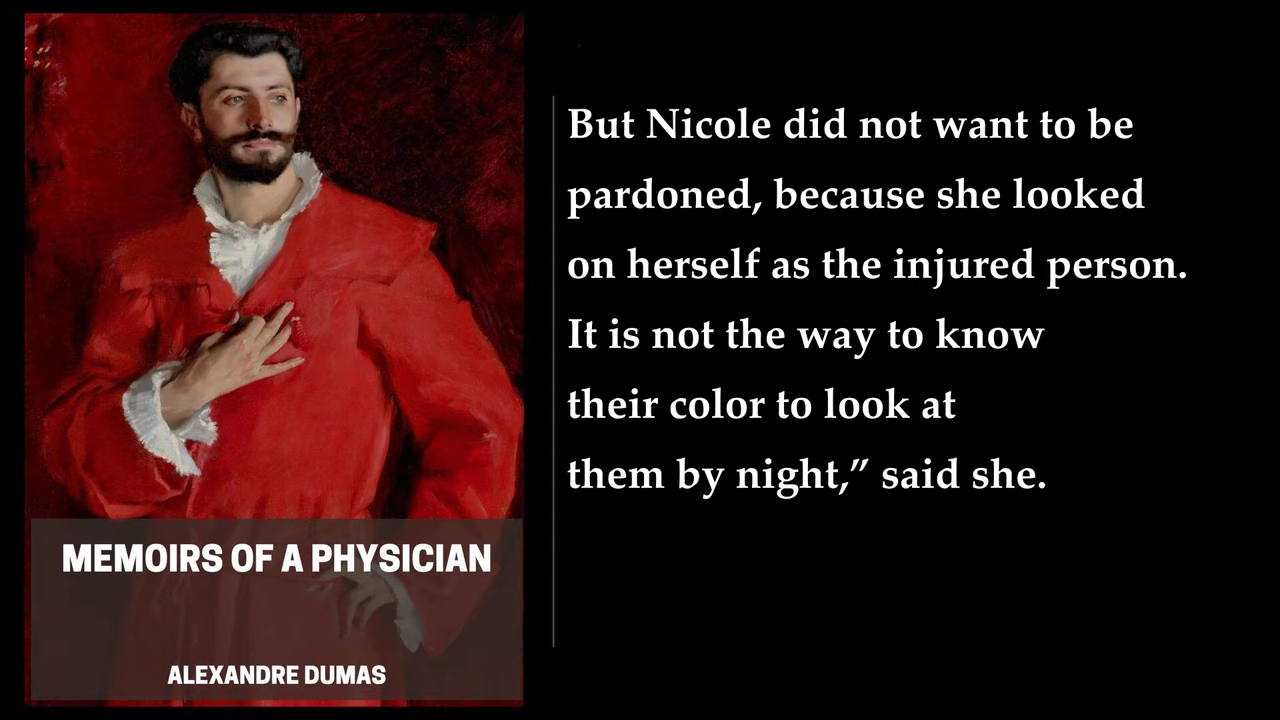 MEMOIRS OF A PHYSICIAN
ALEXANDRE DUMAS
But Nicole did not want to be
pardoned, because she looked
on herself as the injured person.
It is not the way to know
their color to look at
them by night,” said she.